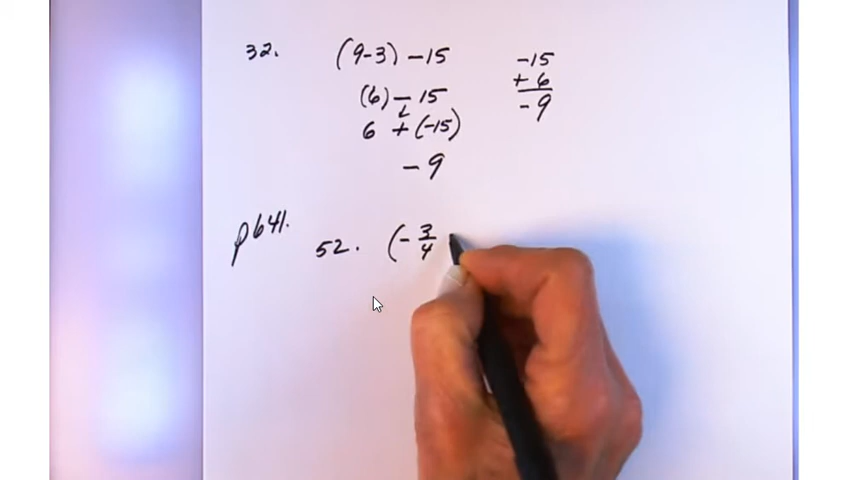 32. (9-3) -15
(6) - 15
6 + (-15)
-9
-15
+ 6
-9
p641.
52. (- 3/4